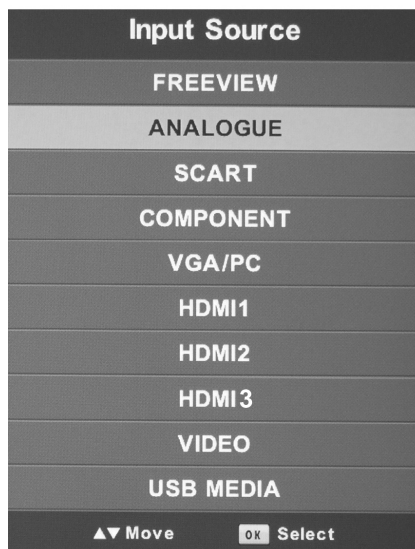 Input Source
FREEVIEW
ANALOGUE
SCART
COMPONENT
VGA/PC
HDMI1
HDMI2
HDMI3
VIDEO
USB MEDIA
▲▼ Move OK Select